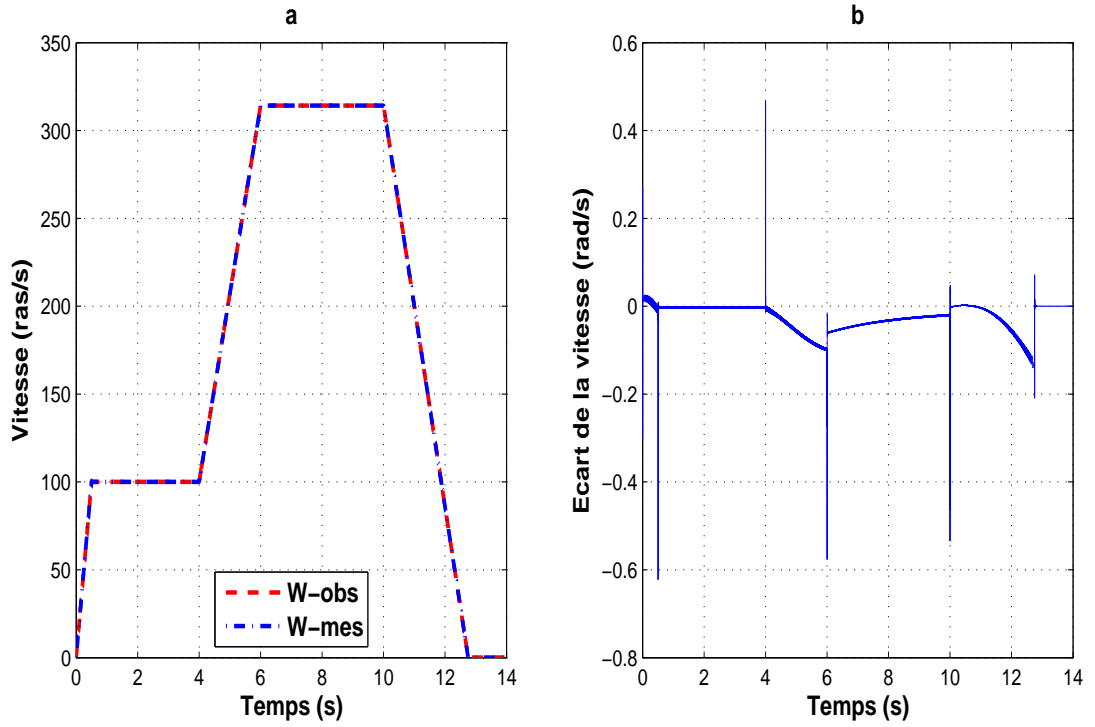 a
350
300
250
200
150
100
50
0
Vitesse (ras/s)
0 2 4 6 8 10 12 14
Temps (s)
W-obs
W-mes
b
0.6
0.4
0.2
0
−0.2
−0.4
−0.6
−0.8
Ecart de la vitesse (rad/s)
0 2 4 6 8 10 12 14
Temps (s)